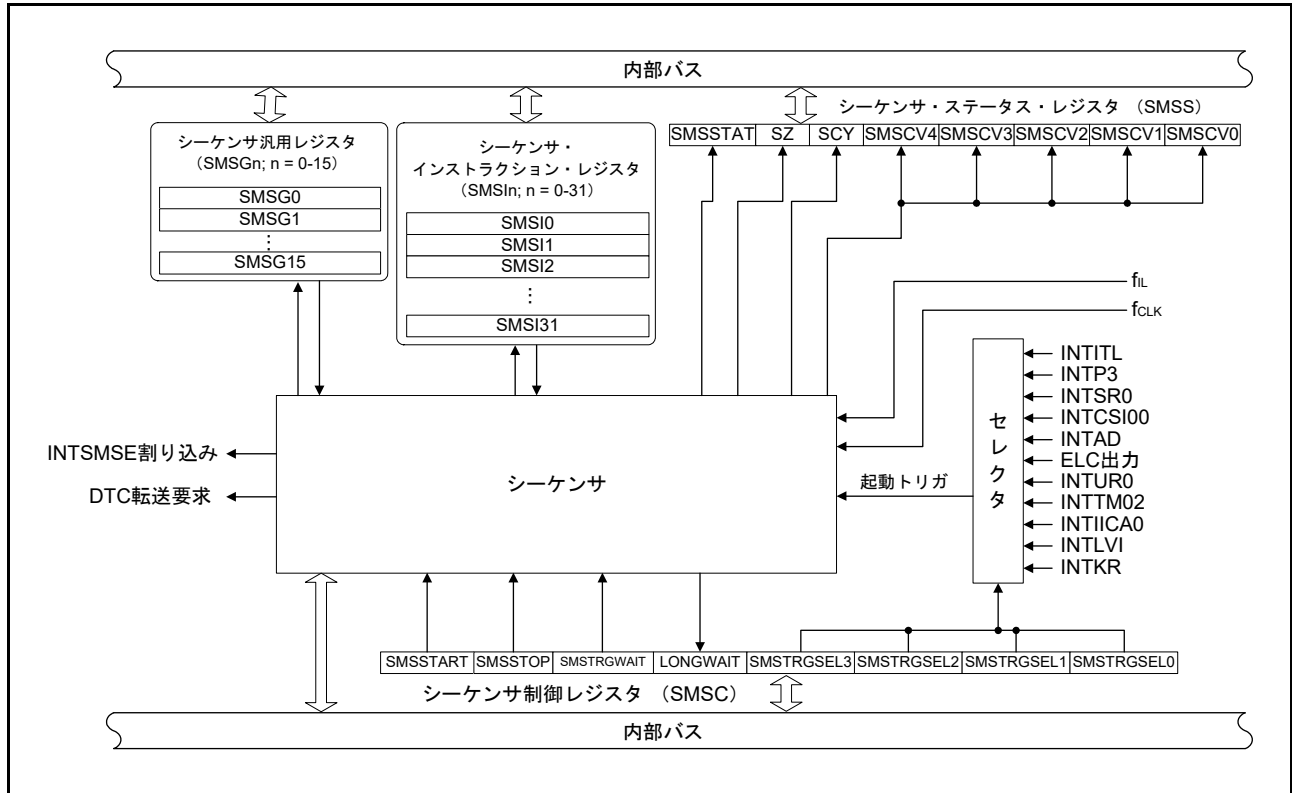 内部バス
シーケンサ・ステータス・レジスタ （SMSS）
SMSSTAT SZ SCY SMSCV4 SMSCV3 SMSCV2 SMSCV1 SMSCV0
シーケンサ汎用レジスタ
（SMSGn; n = 0-15）
SMSG0
SMSG1
⋮
SMSG15
シーケンサ・
インストラクション・レジスタ
（SMSIn; n = 0-31）
SMSI0
SMSI1
SMSI2
⋮
SMSI31
fIL
fCLK
INTITL
INTP3
INTSR0
INTCSI00
INTAD
ELC出力
INTUR0
INTTM02
INTIICA0
INTLVI
INTKR
セレクタ
起動トリガ
シーケンサ
INTSMSE割り込み
DTC転送要求
SMSSTART SMSSTOP SMSTRGWAIT LONGWAIT SMSTRGSEL3 SMSTRGSEL2 SMSTRGSEL1 SMSTRGSEL0
シーケンサ制御レジスタ （SMSC）
内部バス